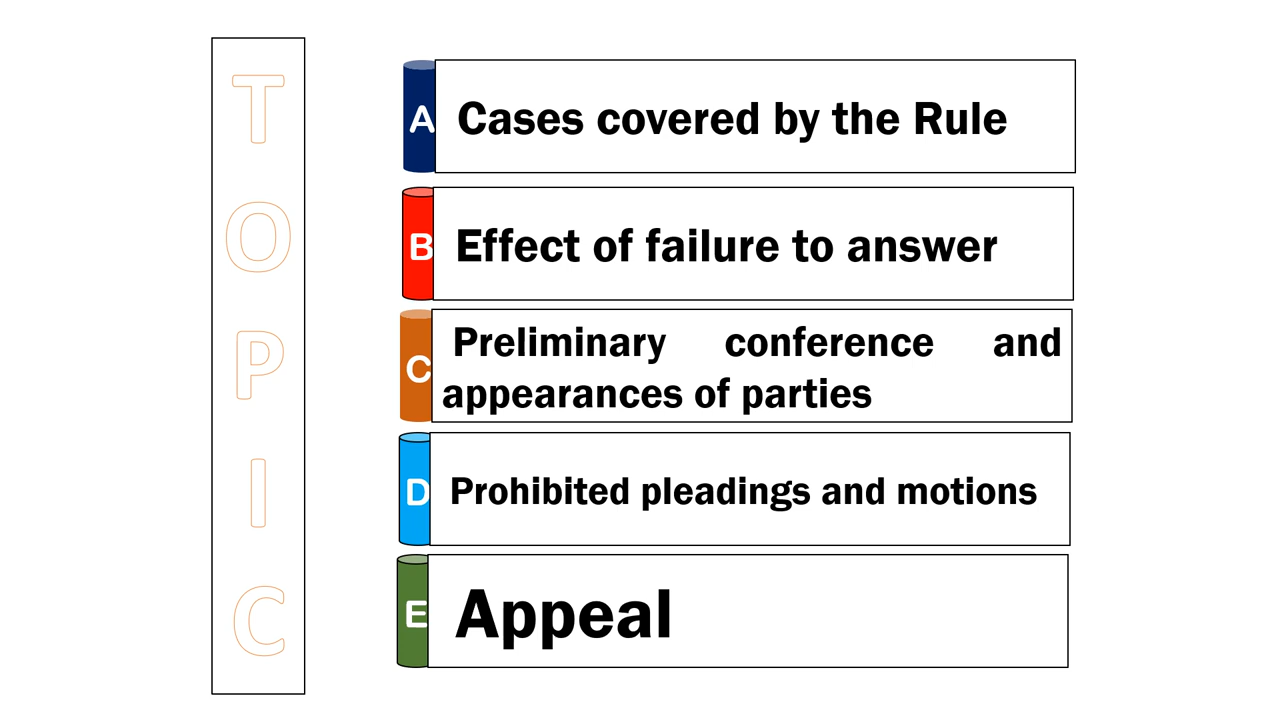 TOPIC
A Cases covered by the Rule
B Effect of failure to answer
C Preliminary conference and
appearances of parties
D Prohibited pleadings and motions
E Appeal